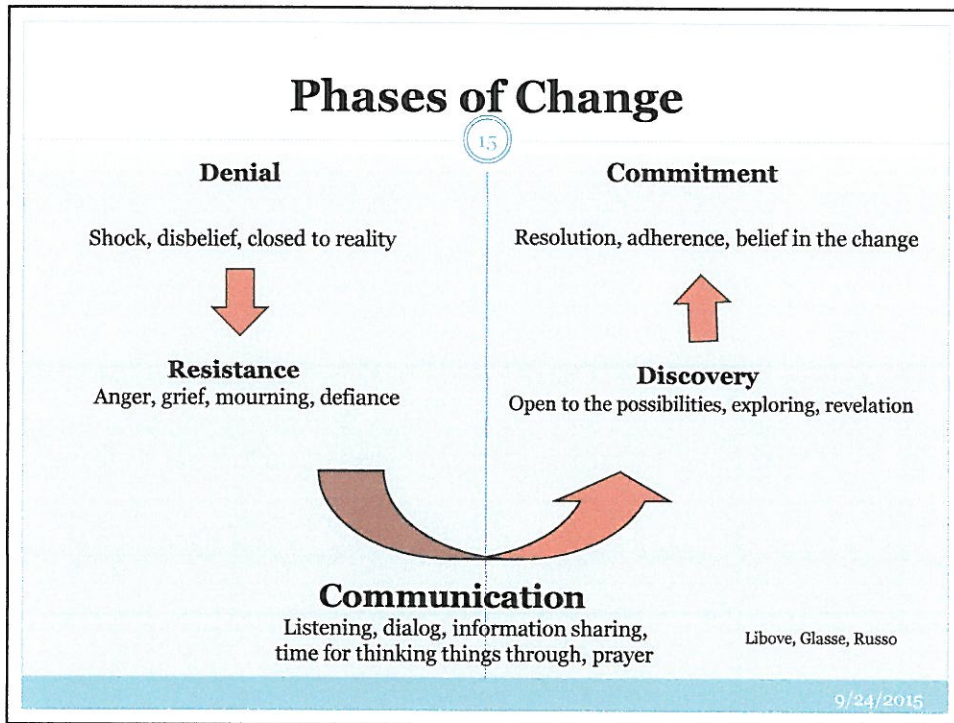 Phases of Change
15
Denial
Shock, disbelief, closed to reality
Resistance
Anger, grief, mourning, defiance
Commitment
Resolution, adherence, belief in the change
Discovery
Open to the possibilities, exploring, revelation
Communication
Listening, dialog, information sharing,
time for thinking things through, prayer
Libove, Glasse, Russo
9/24/2015